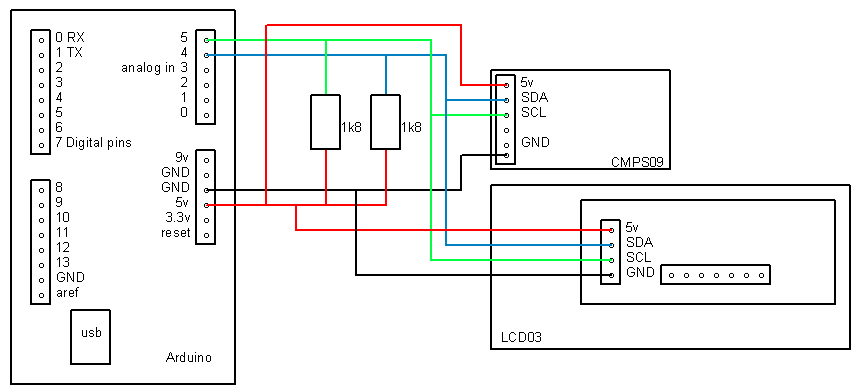 0 RX
1 TX
2
3
4
5
6
7 Digital pins
8
9
10
11
12
13
GND
aref
usb
5
4
analog in 3
2
1
0
9v
GND
GND
5v
3.3v
reset
Arduino
1k8
1k8
5v
SDA
SCL
GND
CMPS09
5v
SDA
SCL
GND
LCD03